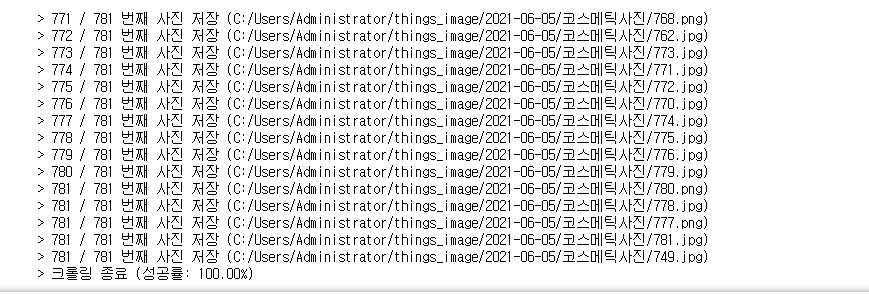 > 771 / 781 번째 사진 저장 (C:/Users/Administrator/things_image/2021-06-05/코스메틱사진/768.png)
> 772 / 781 번째 사진 저장 (C:/Users/Administrator/things_image/2021-06-05/코스메틱사진/762.jpg)
> 773 / 781 번째 사진 저장 (C:/Users/Administrator/things_image/2021-06-05/코스메틱사진/773.jpg)
> 774 / 781 번째 사진 저장 (C:/Users/Administrator/things_image/2021-06-05/코스메틱사진/771.jpg)
> 775 / 781 번째 사진 저장 (C:/Users/Administrator/things_image/2021-06-05/코스메틱사진/772.jpg)
> 776 / 781 번째 사진 저장 (C:/Users/Administrator/things_image/2021-06-05/코스메틱사진/770.jpg)
> 777 / 781 번째 사진 저장 (C:/Users/Administrator/things_image/2021-06-05/코스메틱사진/774.jpg)
> 778 / 781 번째 사진 저장 (C:/Users/Administrator/things_image/2021-06-05/코스메틱사진/775.jpg)
> 779 / 781 번째 사진 저장 (C:/Users/Administrator/things_image/2021-06-05/코스메틱사진/776.jpg)
> 780 / 781 번째 사진 저장 (C:/Users/Administrator/things_image/2021-06-05/코스메틱사진/779.jpg)
> 781 / 781 번째 사진 저장 (C:/Users/Administrator/things_image/2021-06-05/코스메틱사진/780.png)
> 781 / 781 번째 사진 저장 (C:/Users/Administrator/things_image/2021-06-05/코스메틱사진/778.jpg)
> 781 / 781 번째 사진 저장 (C:/Users/Administrator/things_image/2021-06-05/코스메틱사진/777.png)
> 781 / 781 번째 사진 저장 (C:/Users/Administrator/things_image/2021-06-05/코스메틱사진/781.jpg)
> 781 / 781 번째 사진 저장 (C:/Users/Administrator/things_image/2021-06-05/코스메틱사진/749.jpg)
> 크롤링 종료 (성공률: 100.00%)